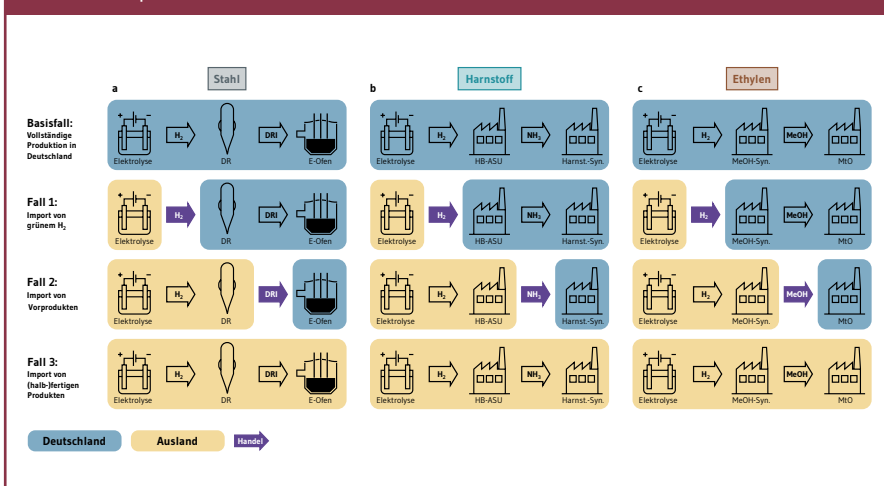 Stahl
Harnstoff
Ethylen
a
b
c
Basisfall:
Vollständige
Produktion in
Deutschland
+ − H₂ DRI
Elektrolyse DR E-Ofen
+ − H₂ NH₃
Elektrolyse HB-ASU Harnst.-Syn.
+ − H₂ MeOH
Elektrolyse MeOH-Syn. MtO
Fall 1:
Import von
grünem H₂
+ − H₂ DRI
Elektrolyse DR E-Ofen
+ − H₂ NH₃
Elektrolyse HB-ASU Harnst.-Syn.
+ − H₂ MeOH
Elektrolyse MeOH-Syn. MtO
Fall 2:
Import von
Vorprodukten
+ − H₂ DRI
Elektrolyse DR E-Ofen
+ − H₂ NH₃
Elektrolyse HB-ASU Harnst.-Syn.
+ − H₂ MeOH
Elektrolyse MeOH-Syn. MtO
Fall 3:
Import von
(halb-)fertigen
Produkten
+ − H₂ DRI
Elektrolyse DR E-Ofen
+ − H₂ NH₃
Elektrolyse HB-ASU Harnst.-Syn.
+ − H₂ MeOH
Elektrolyse MeOH-Syn. MtO
Deutschland Ausland Handel